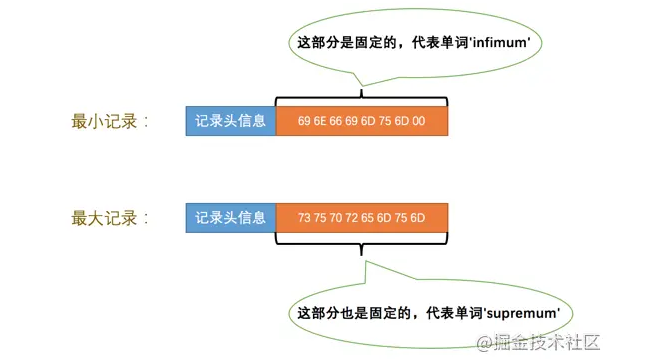 这部分是固定的，代表单词'infimum'
最小记录：
记录头信息
69 6E 66 69 6D 75 6D 00
最大记录：
记录头信息
73 75 70 72 65 6D 75 6D
这部分也是固定的，代表单词'supremum'
@掘金技术社区